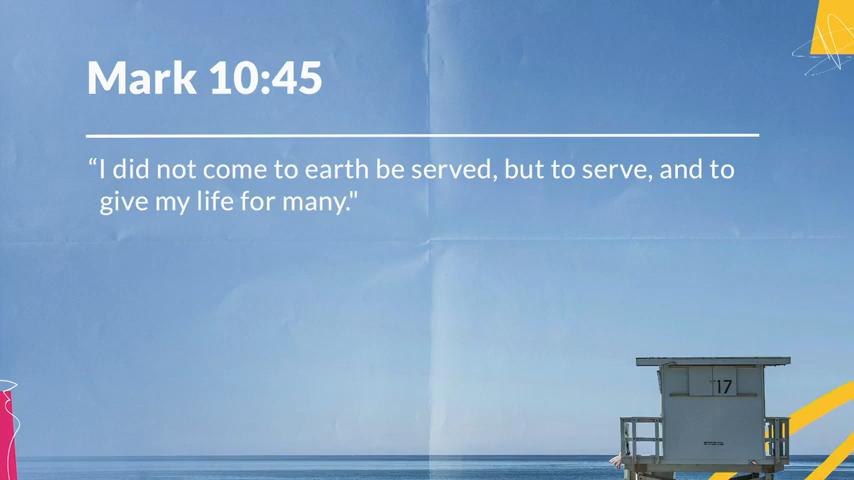 Mark 10:45
“I did not come to earth be served, but to serve, and to
give my life for many."
17